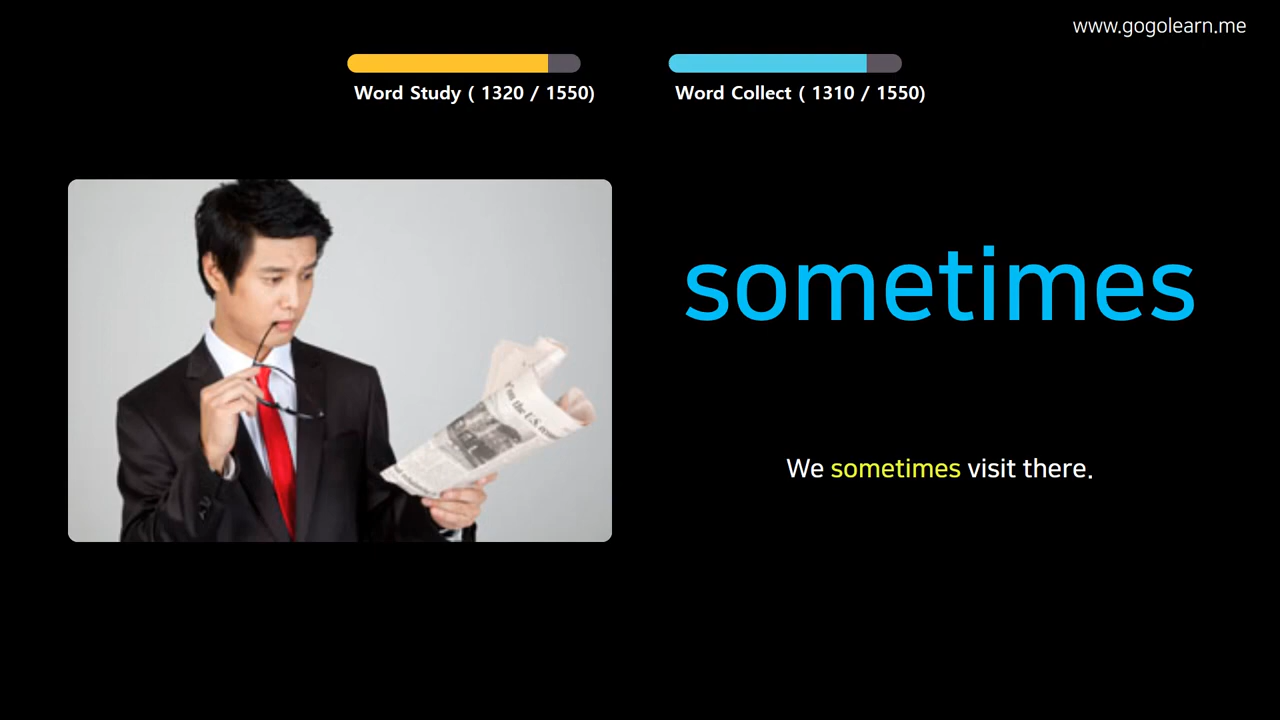 www.gogolearn.me
Word Study ( 1320 / 1550)
Word Collect ( 1310 / 1550)
sometimes
We sometimes visit there.